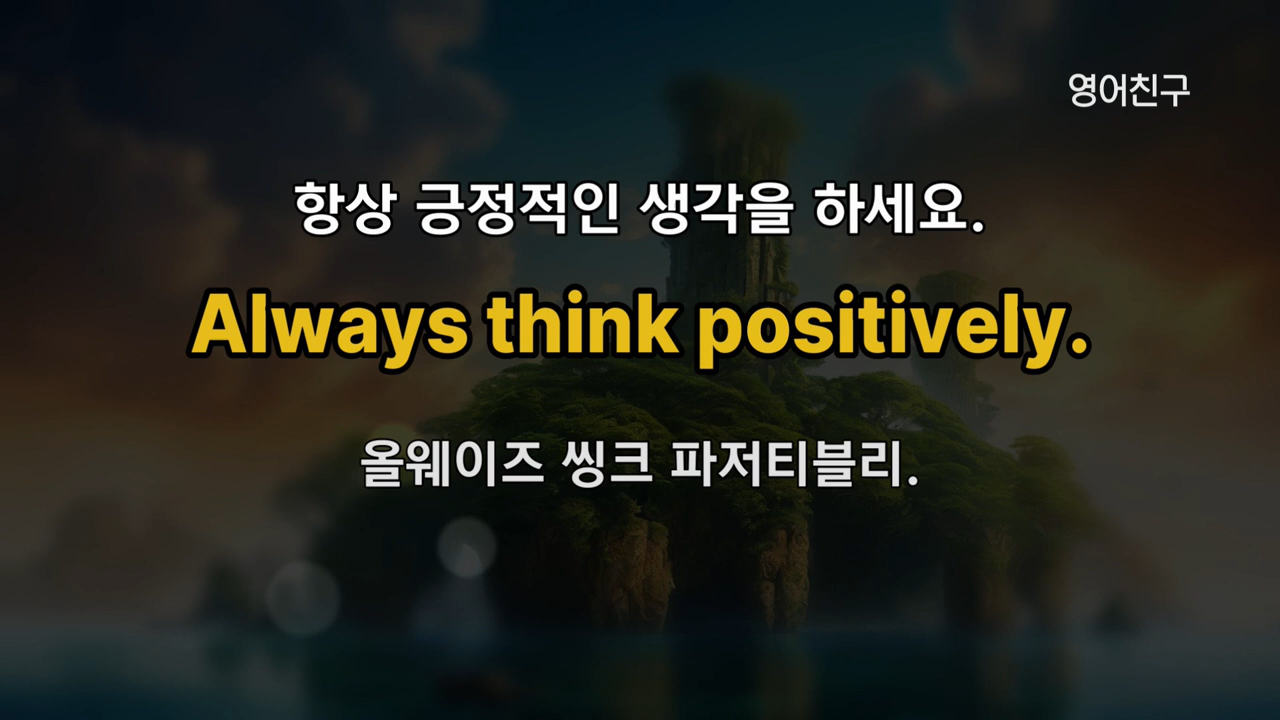 영어친구
항상 긍정적인 생각을 하세요.
Always think positively.
올웨이즈 씽크 파저티블리.